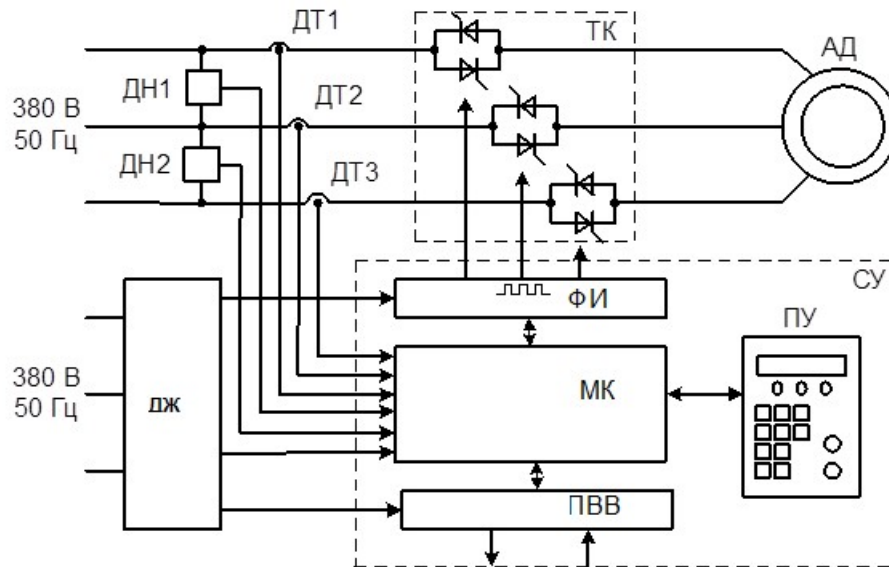 ДТ1
ТК
АД
ДН1
ДТ2
380 В
50 Гц
ДН2
ДТ3
СУ
ФИ
ПУ
380 В
50 Гц
ДЖ
МК
ПВВ